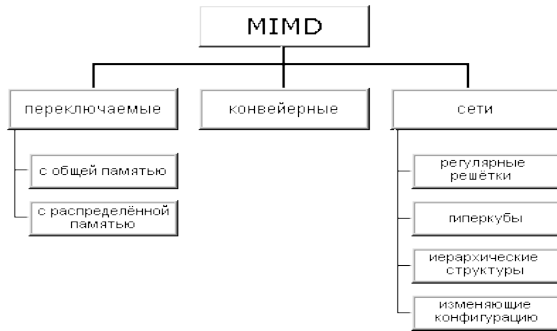 MIMD
переключаемые
конвейерные
сети
с общей памятью
с распределённой
памятью
регулярные
решётки
гиперкубы
иерархические
структуры
изменяющие
конфигурацию